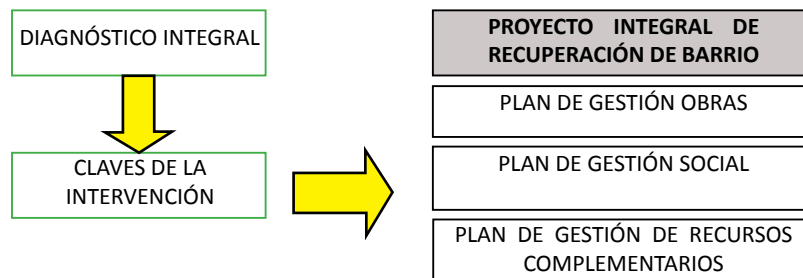 DIAGNÓSTICO INTEGRAL
CLAVES DE LA
INTERVENCIÓN
PROYECTO INTEGRAL DE
RECUPERACIÓN DE BARRIO
PLAN DE GESTIÓN OBRAS
PLAN DE GESTIÓN SOCIAL
PLAN DE GESTIÓN DE RECURSOS
COMPLEMENTARIOS